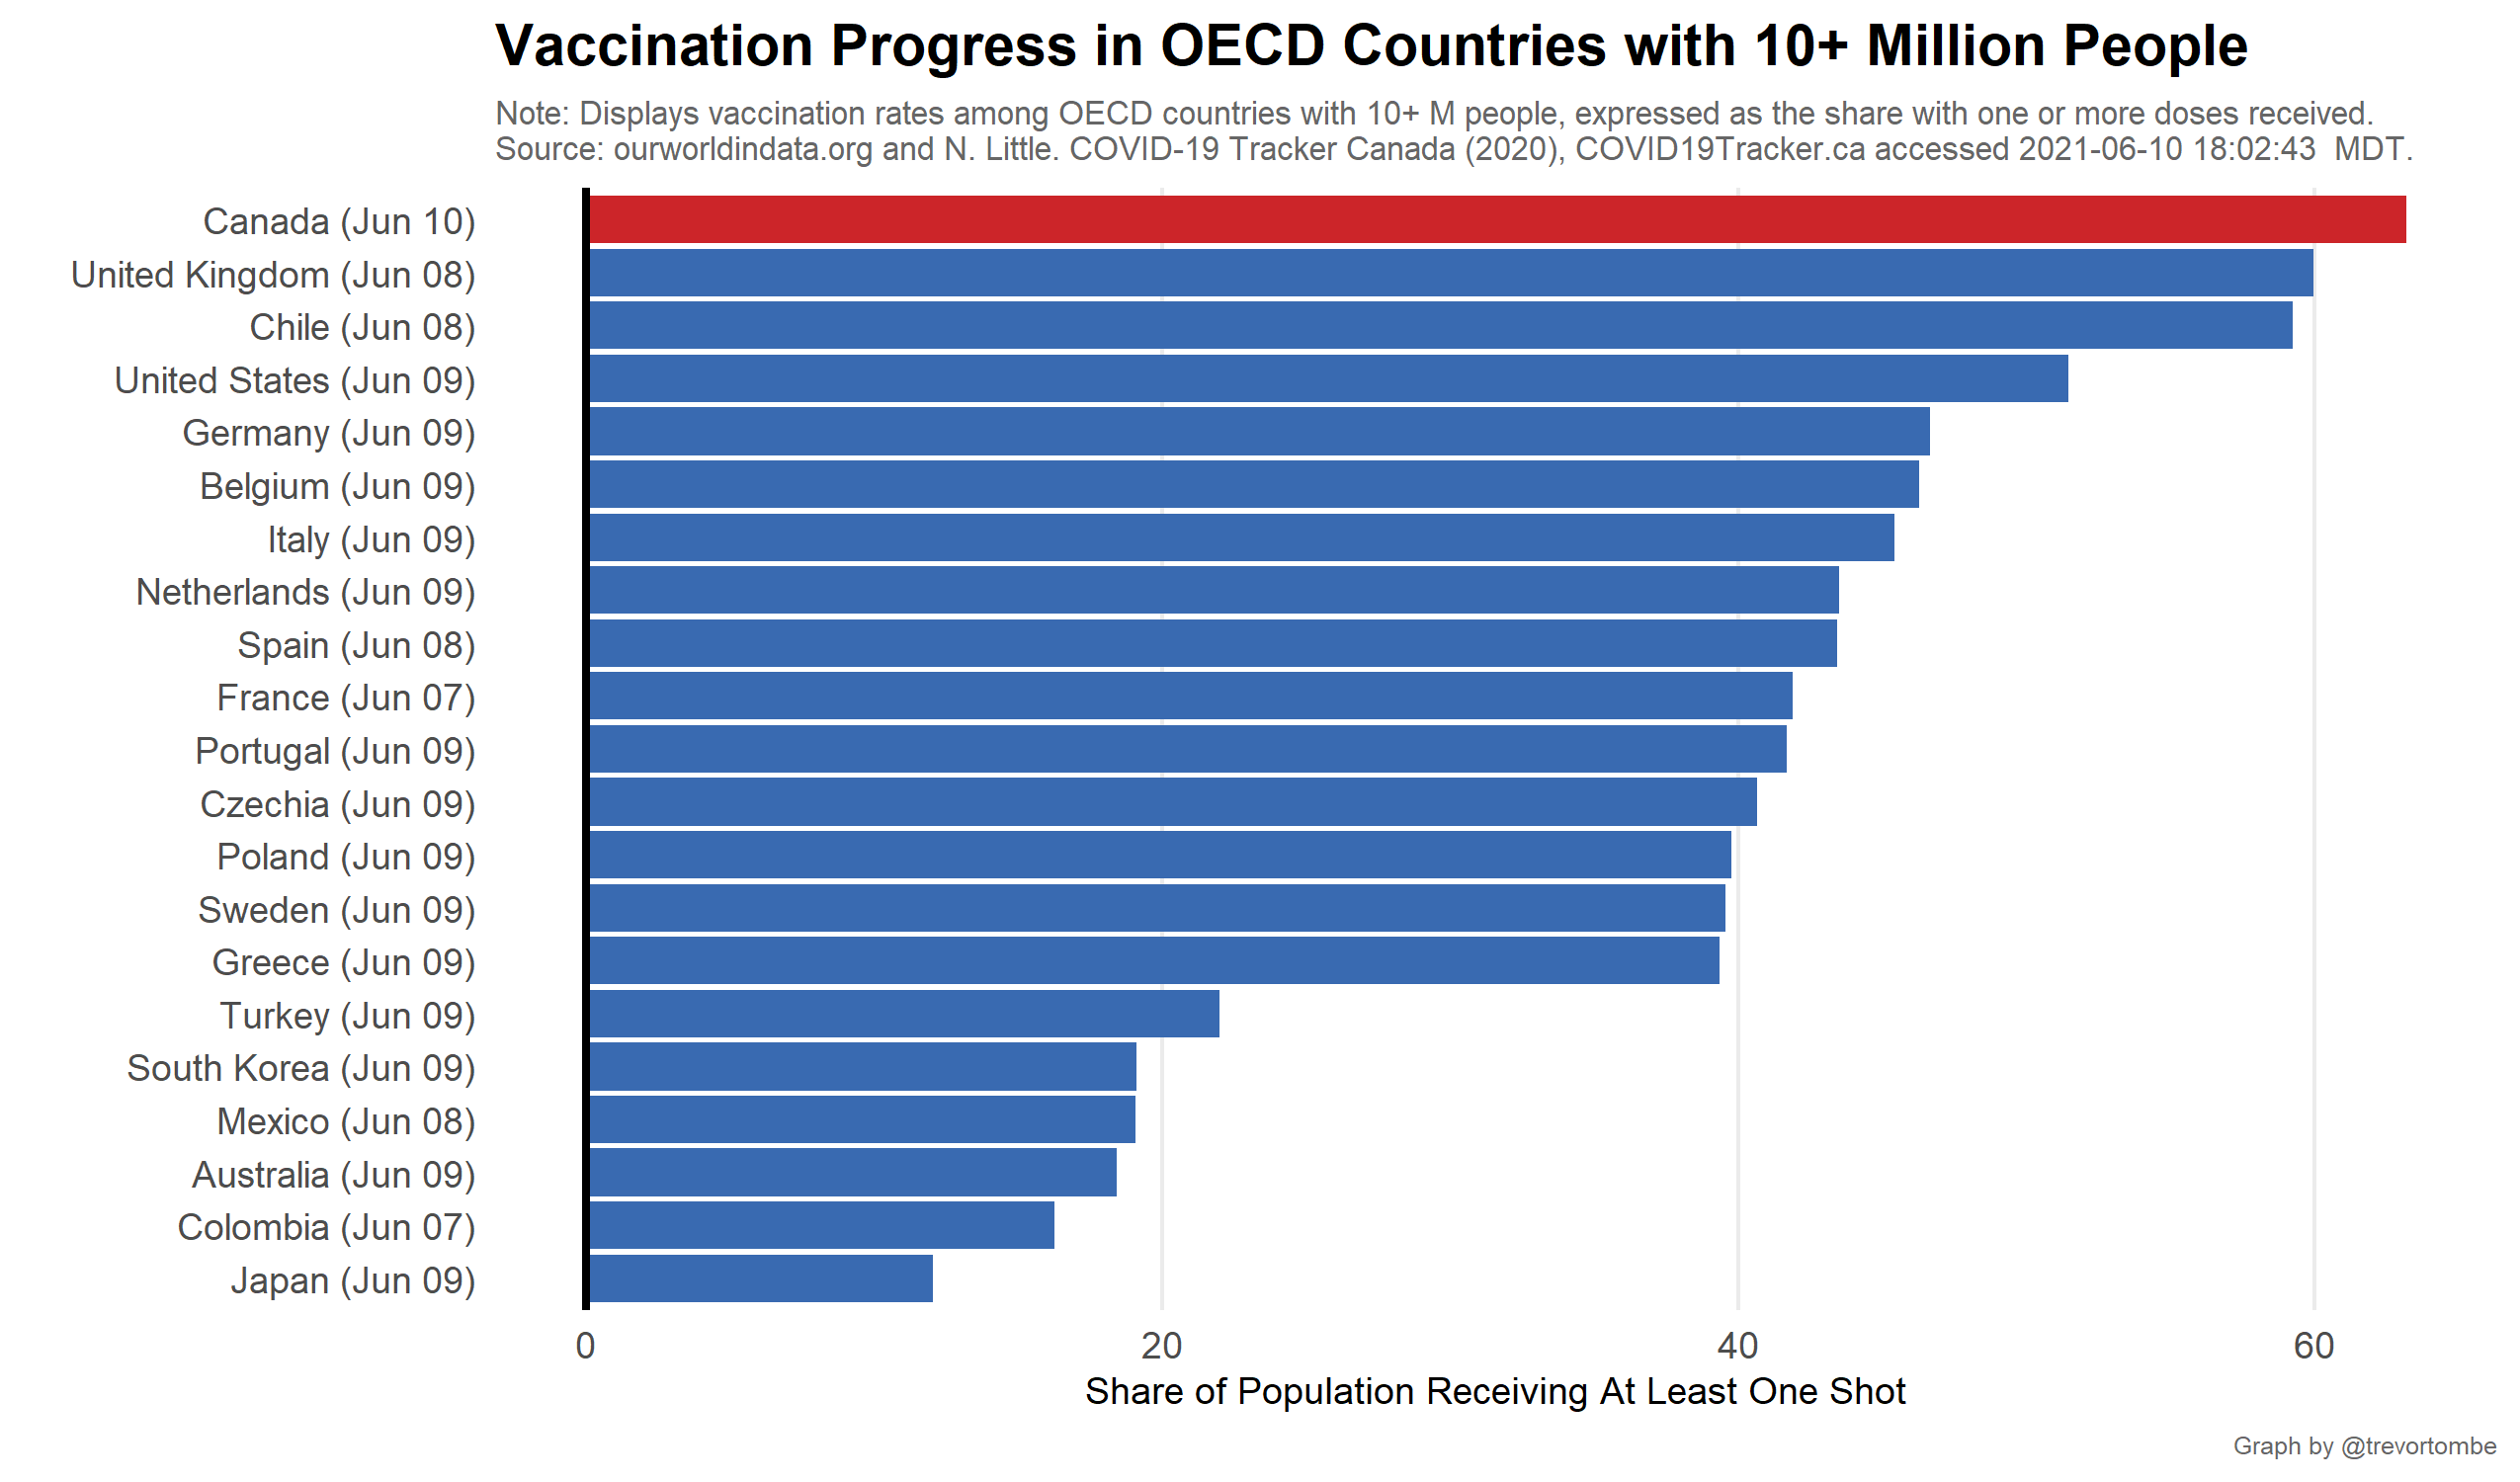 Vaccination Progress in OECD Countries with 10+ Million People
Note: Displays vaccination rates among OECD countries with 10+ M people, expressed as the share with one or more doses received.
Source: ourworldindata.org and N. Little. COVID-19 Tracker Canada (2020), COVID19Tracker.ca accessed 2021-06-10 18:02:43  MDT.
Canada (Jun 10)
United Kingdom (Jun 08)
Chile (Jun 08)
United States (Jun 09)
Germany (Jun 09)
Belgium (Jun 09)
Italy (Jun 09)
Netherlands (Jun 09)
Spain (Jun 08)
France (Jun 07)
Portugal (Jun 09)
Czechia (Jun 09)
Poland (Jun 09)
Sweden (Jun 09)
Greece (Jun 09)
Turkey (Jun 09)
South Korea (Jun 09)
Mexico (Jun 08)
Australia (Jun 09)
Colombia (Jun 07)
Japan (Jun 09)
0 20 40 60
Share of Population Receiving At Least One Shot
Graph by @trevortombe